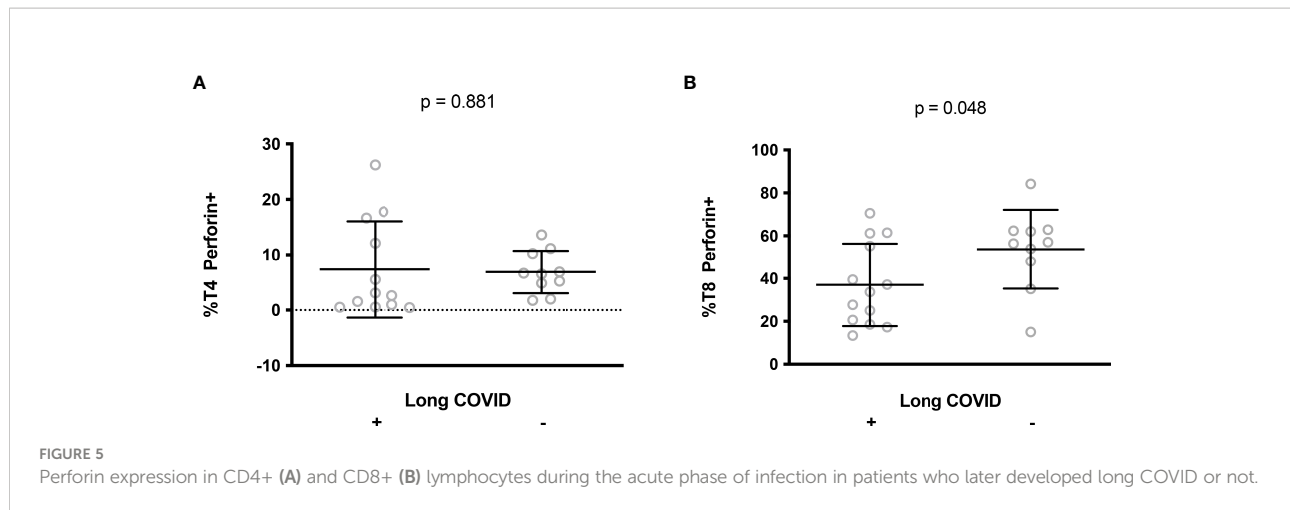 A
p = 0.881
%T4 Perforin+
30
20
10
0
-10
Long COVID
+ -
B
p = 0.048
%T8 Perforin+
100
80
60
40
20
0
Long COVID
+ -
FIGURE 5
Perforin expression in CD4+ (A) and CD8+ (B) lymphocytes during the acute phase of infection in patients who later developed long COVID or not.